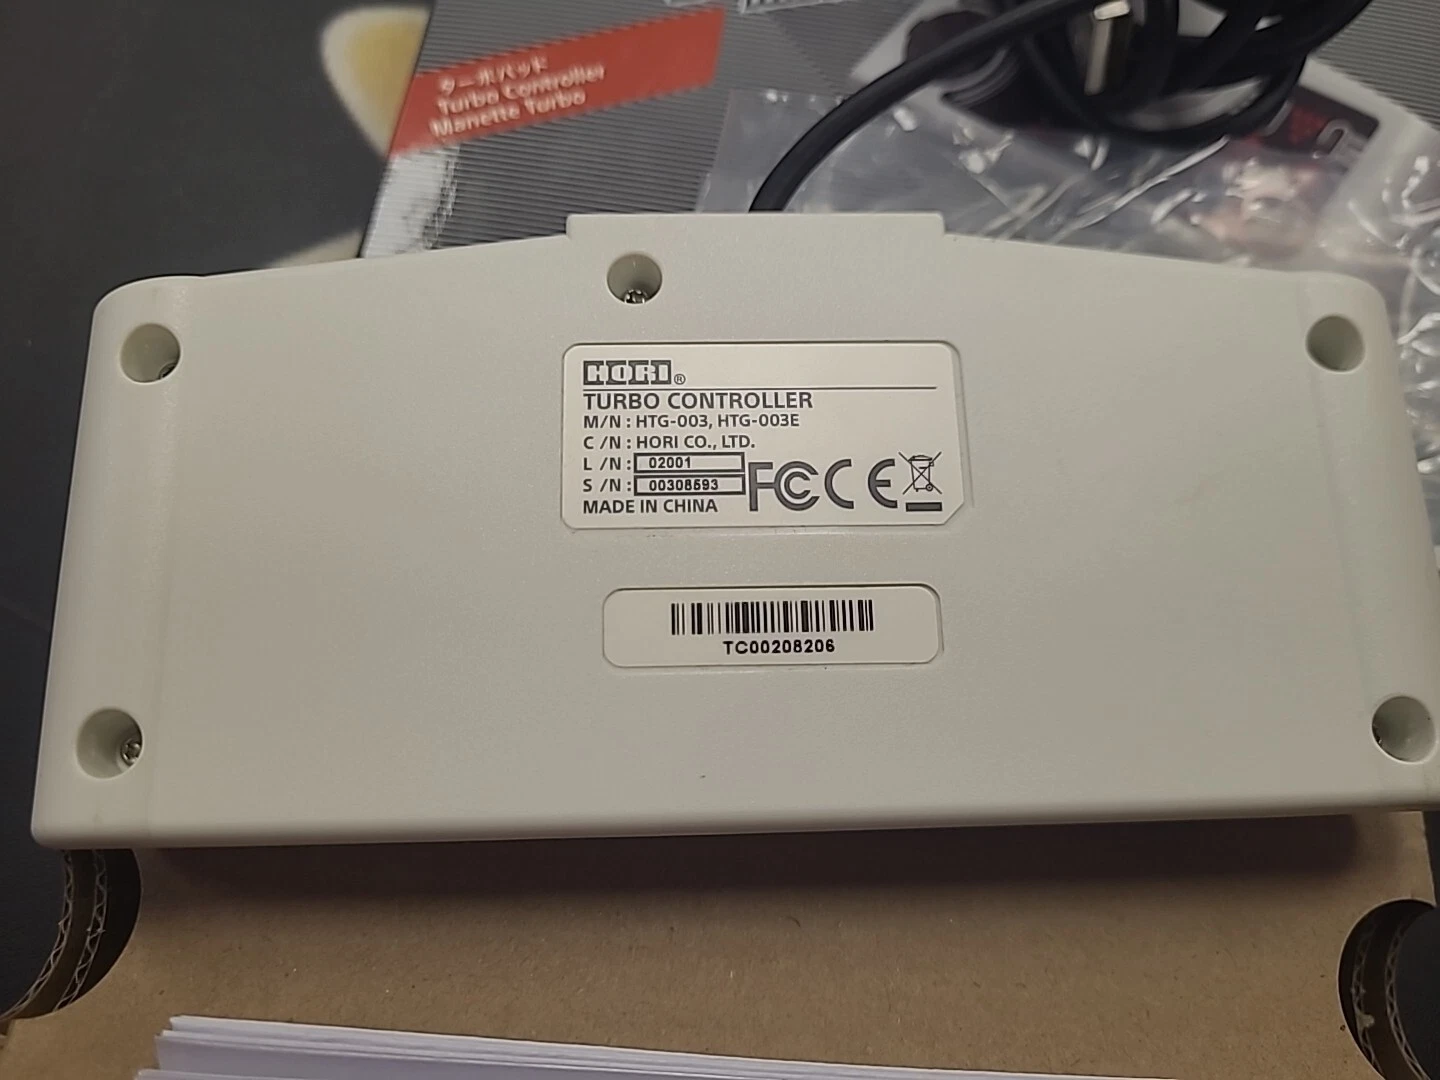 ターボパッド
Turbo Controller
Manette Turbo
HORI®
TURBO CONTROLLER
M/N : HTG-003, HTG-003E
C /N : HORI CO., LTD.
L /N : 02001
S /N : 00308593
FC CE
MADE IN CHINA
TC00208206